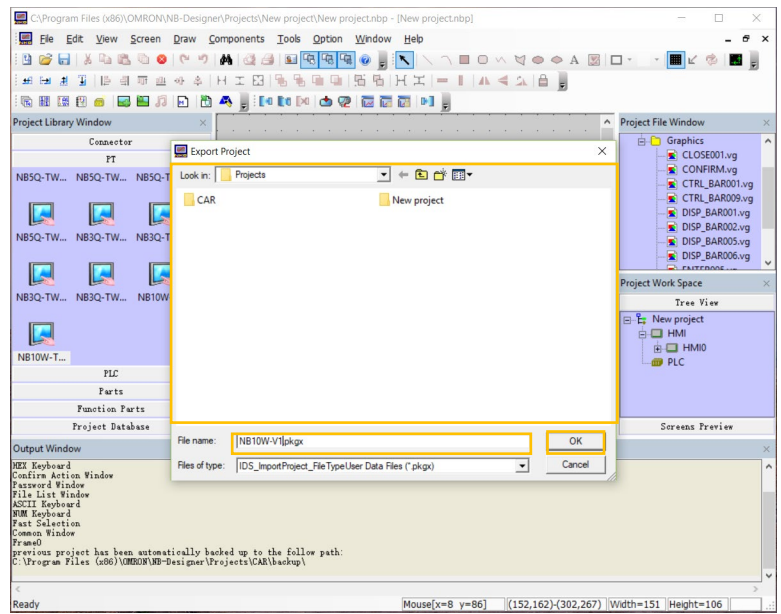 C:\Program Files (x86)\OMRON\NB-Designer\Projects\New project\New project.nbp - [New project.nbp]
File Edit View Screen Draw Components Tools Option Window Help
Project Library Window
Connector
PT
NB5Q-TW... NB5Q-TW... NB5Q-T
NB5Q-TW... NB3Q-TW... NB3Q-T
NB3Q-TW... NB3Q-TW... NB10W
NB10W-T...
PLC
Parts
Function Parts
Project Database
Export Project
Look in: Projects
CAR New project
File name: NB10W-V1.pkgx OK
Files of type: IDS_ImportProject_FileTypeUser Data Files (*.pkgx) Cancel
Project File Window
Graphics
CLOSE001.vg
CONFIRM.vg
CTRL_BAR001.vg
CTRL_BAR009.vg
DISP_BAR001.vg
DISP_BAR002.vg
DISP_BAR005.vg
DISP_BAR006.vg
Project Work Space
Tree View
New project
HMI
HMI0
PLC
Screens Preview
Output Window
HEX Keyboard
Confirm Action Window
Password Window
File List Window
ASCII Keyboard
NUM Keyboard
Fast Selection
Common Window
Frame0
previous project has been automatically backed up to the follow path:
C:\Program Files (x86)\OMRON\NB-Designer\Projects\CAR\backup\
Ready Mouse[x=8 y=86] (152,162)-(302,267) Width=151 Height=106